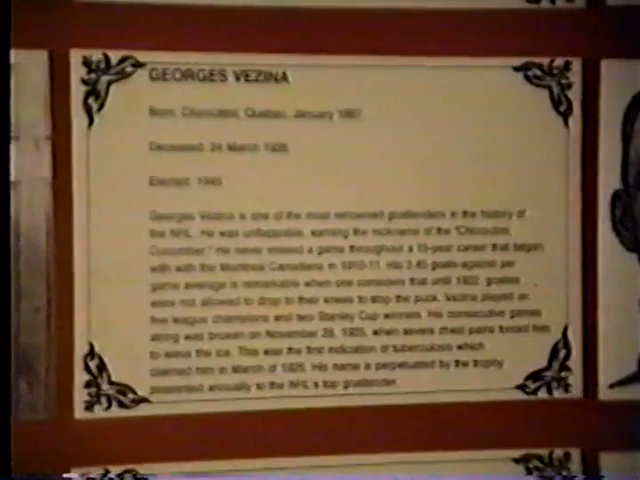 GEORGES VEZINA
Born: Chicoutimi, Quebec, January 1887
Deceased: 24 March 1926
Elected: 1945
Georges Vezina is one of the most renowned goaltenders in the history of
the NHL. He was unflappable, earning the nickname of the "Chicoutimi
Cucumber." He never missed a game throughout a 15-year career that began
with with the Montreal Canadiens in 1910-11. His 3.45 goals-against per
game average is remarkable when one considers that until 1922, goalies
were not allowed to drop to their knees to stop the puck. Vezina played on
five league champions and two Stanley Cup winners. His consecutive games
string was broken on November 28, 1925, when severe chest pains forced him
to leave the ice. This was the first indication of tuberculosis which
claimed him in March of 1926. His name is perpetuated by the trophy
presented annually to the NHL's top goaltender.